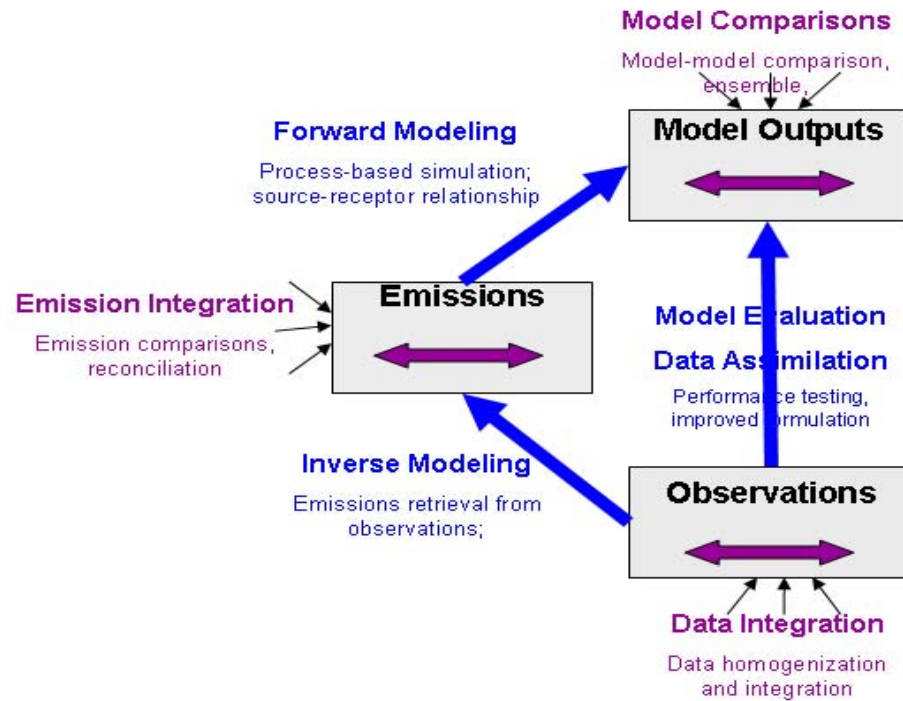 Model Comparisons
Model-model comparison,
ensemble,
Model Outputs
Forward Modeling
Process-based simulation;
source-receptor relationship
Emission Integration
Emission comparisons,
reconciliation
Emissions
Model Evaluation
Data Assimilation
Performance testing,
improved formulation
Inverse Modeling
Emissions retrieval from
observations;
Observations
Data Integration
Data homogenization
and integration